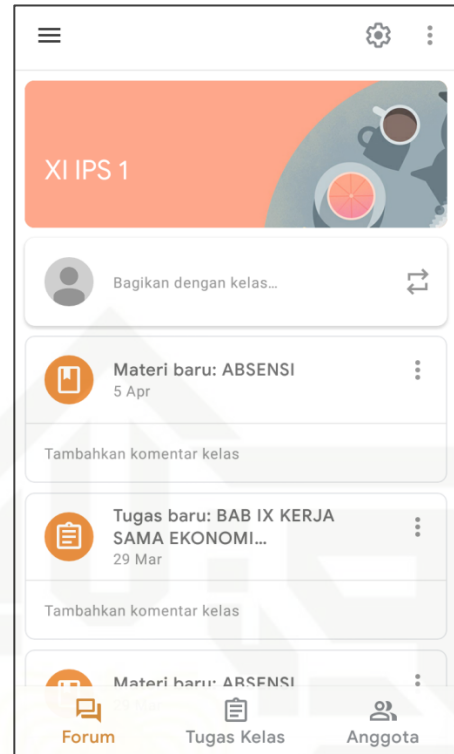 XI IPS 1
Bagikan dengan kelas...
Materi baru: ABSENSI
5 Apr
Tambahkan komentar kelas
Tugas baru: BAB IX KERJA
SAMA EKONOMI...
29 Mar
Tambahkan komentar kelas
Materi baru: ABSENSI
Forum
Tugas Kelas
Anggota